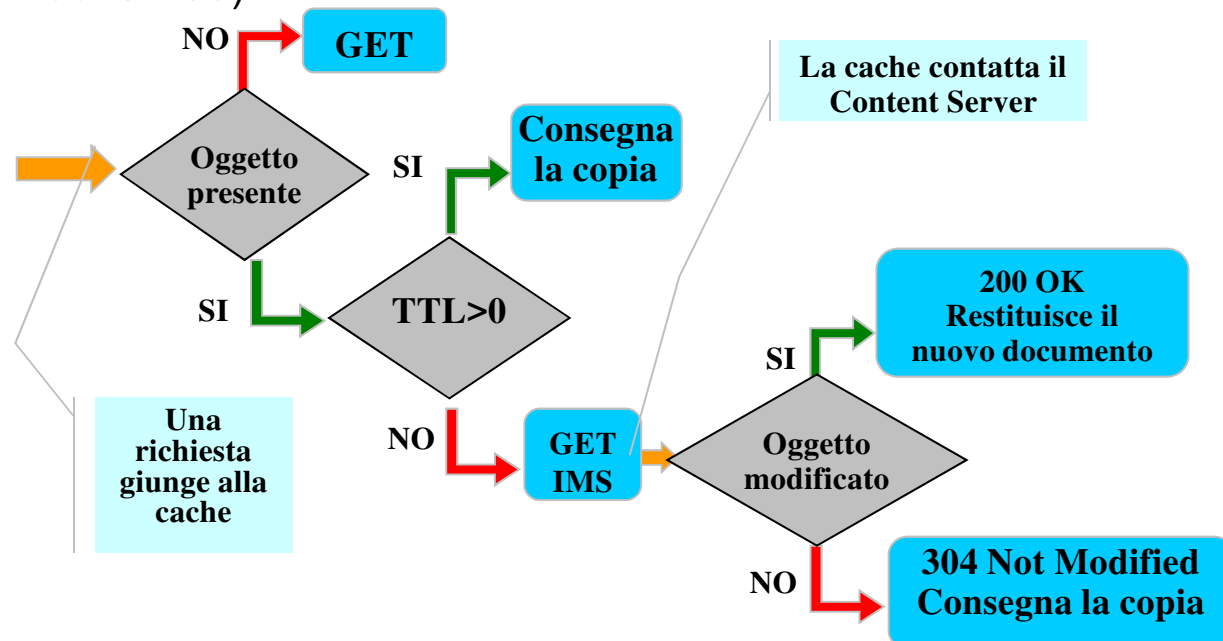 NO
GET
La cache contatta il
Content Server
Oggetto
presente
SI
Consegna
la copia
SI
TTL>0
200 OK
Restituisce il
nuovo documento
SI
Una
richiesta
giunge alla
cache
NO
GET
IMS
Oggetto
modificato
NO
304 Not Modified
Consegna la copia